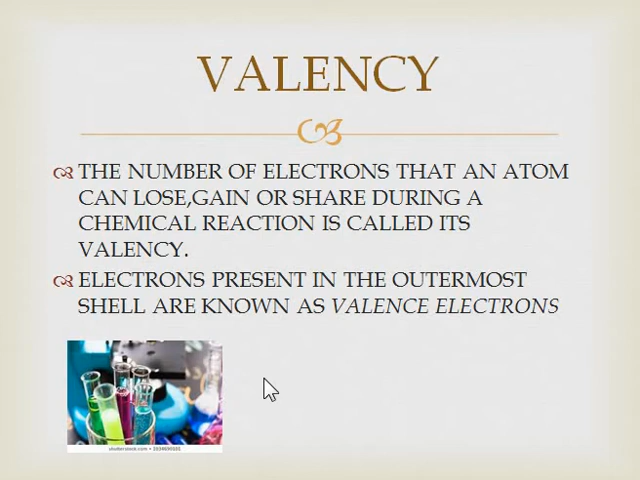 VALENCY
THE NUMBER OF ELECTRONS THAT AN ATOM
CAN LOSE,GAIN OR SHARE DURING A
CHEMICAL REACTION IS CALLED ITS
VALENCY.
ELECTRONS PRESENT IN THE OUTERMOST
SHELL ARE KNOWN AS VALENCE ELECTRONS